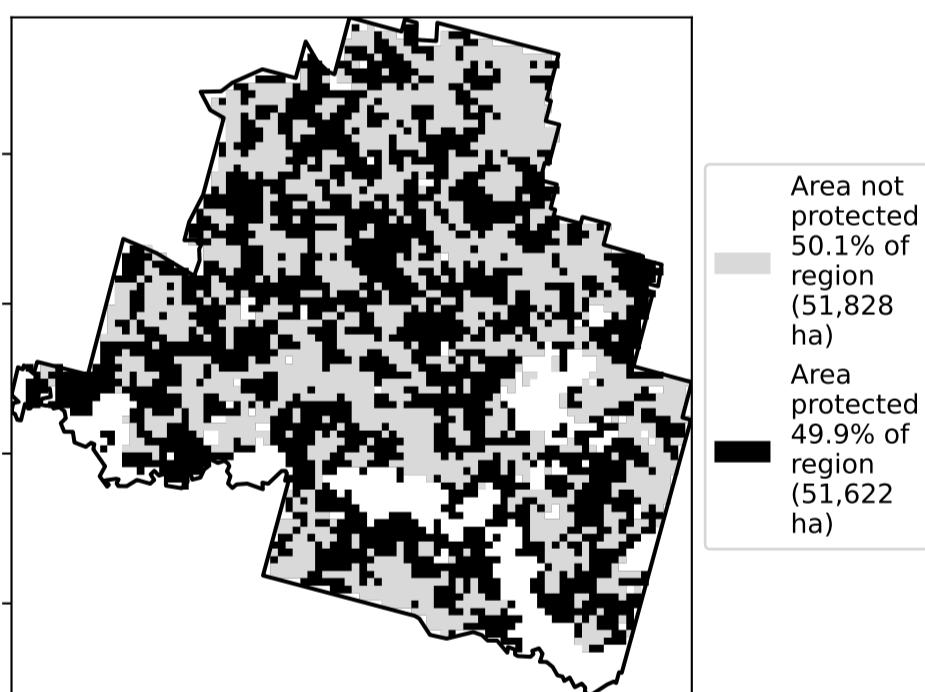 Area not
protected
50.1% of
region
(51,828
ha)
Area
protected
49.9% of
region
(51,622
ha)